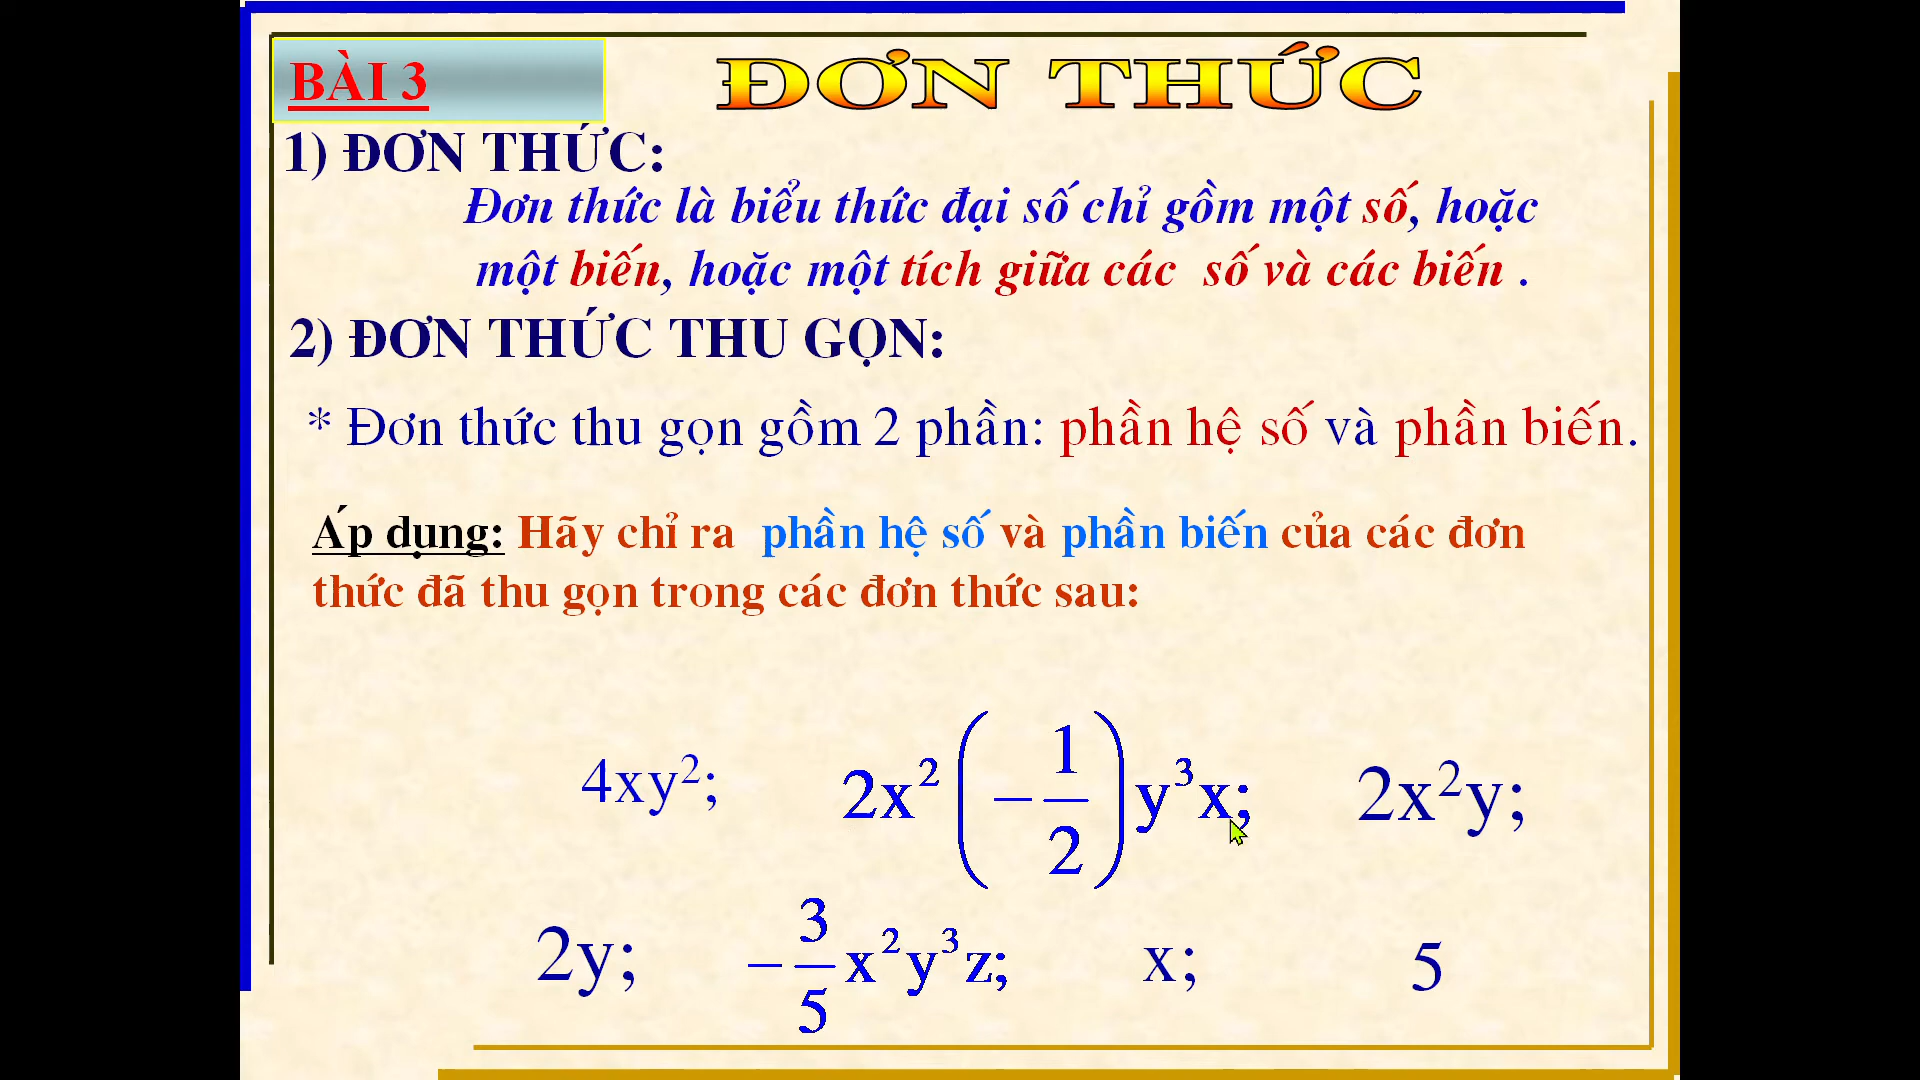 BÀI 3
ĐƠN THỨC
1) ĐƠN THỨC:
Đơn thức là biểu thức đại số chỉ gồm một số, hoặc
một biến, hoặc một tích giữa các số và các biến .
2) ĐƠN THỨC THU GỌN:
* Đơn thức thu gọn gồm 2 phần: phần hệ số và phần biến.
Áp dụng: Hãy chỉ ra phần hệ số và phần biến của các đơn
thức đã thu gọn trong các đơn thức sau:
4xy²; 2x²(−1/2)y³x; 2x²y;
2y; −3/5x²y³z; x; 5